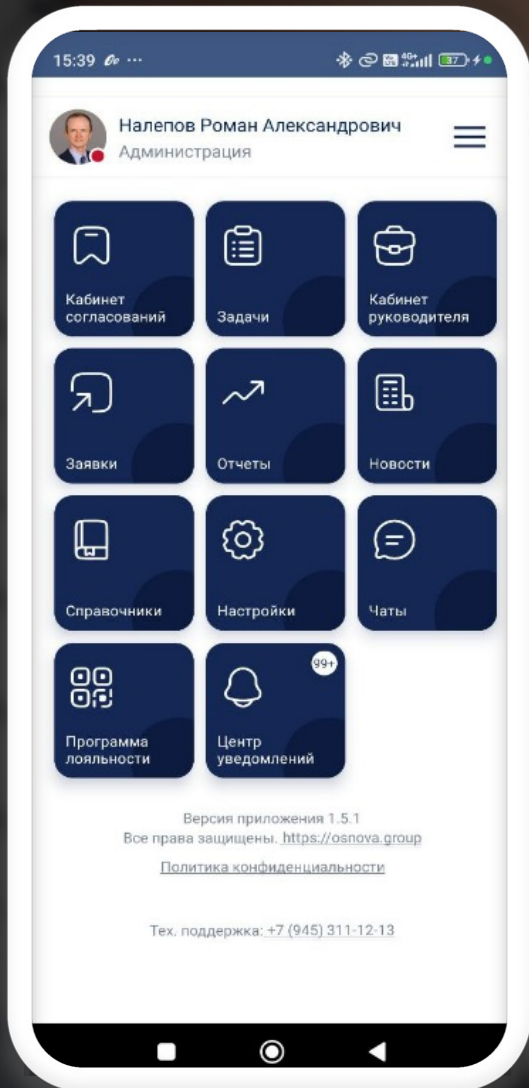 15:39
4G+
37
Налепов Роман Александрович
Администрация
Кабинет
согласований
Задачи
Кабинет
руководителя
Заявки
Отчеты
Новости
Справочники
Настройки
Чаты
Программа
лояльности
99+
Центр
уведомлений
Версия приложения 1.5.1
Все права защищены. https://osnova.group
Политика конфиденциальности
Тех. поддержка: +7 (945) 311-12-13